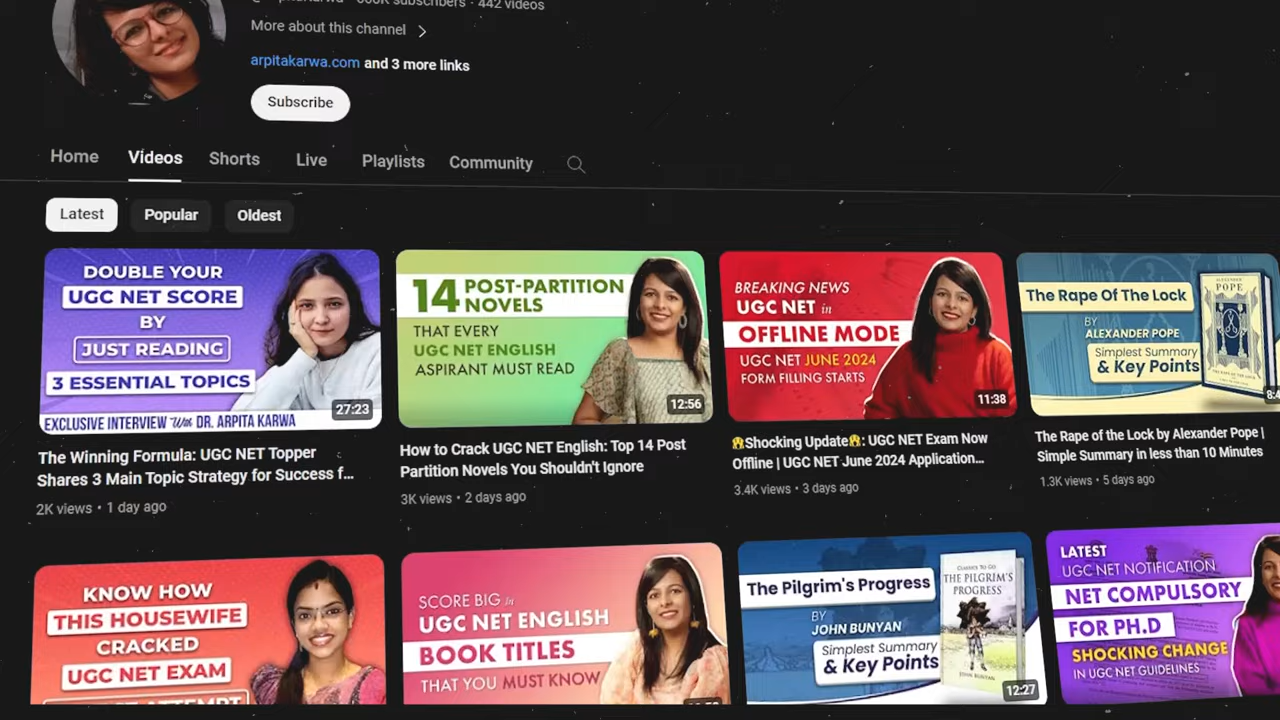 subscribers · 442 videos
More about this channel
arpitakarwa.com and 3 more links
Subscribe
Home
Videos
Shorts
Live
Playlists
Community
Latest
Popular
Oldest
DOUBLE YOUR
UGC NET SCORE
BY
JUST READING
3 ESSENTIAL TOPICS
EXCLUSIVE INTERVIEW With DR. ARPITA KARWA
27:23
The Winning Formula: UGC NET Topper
Shares 3 Main Topic Strategy for Success f...
2K views • 1 day ago
14 POST-PARTITION
NOVELS
THAT EVERY
UGC NET ENGLISH
ASPIRANT MUST READ
12:56
How to Crack UGC NET English: Top 14 Post
Partition Novels You Shouldn't Ignore
3K views • 2 days ago
BREAKING NEWS
UGC NET in
OFFLINE MODE
UGC NET JUNE 2024
FORM FILLING STARTS
11:38
😱Shocking Update😱: UGC NET Exam Now
Offline | UGC NET June 2024 Application...
3.4K views • 3 days ago
The Rape Of The Lock
BY
ALEXANDER POPE
Simplest Summary
& Key Points
ALEXANDER
POPE
8:4
The Rape of the Lock by Alexander Pope |
Simple Summary in less than 10 Minutes
1.3K views • 5 days ago
KNOW HOW
THIS HOUSEWIFE
CRACKED
UGC NET EXAM
SCORE BIG in
UGC NET ENGLISH
BOOK TITLES
THAT YOU MUST KNOW
The Pilgrim's Progress
BY
JOHN BUNYAN
Simplest Summary
& Key Points
CLASSICS TO GO
THE PILGRIM'S
PROGRESS
JOHN BUNYAN
12:27
LATEST
UGC NET NOTIFICATION
NET COMPULSORY
FOR PH.D
SHOCKING CHANGE
IN UGC NET GUIDELINES